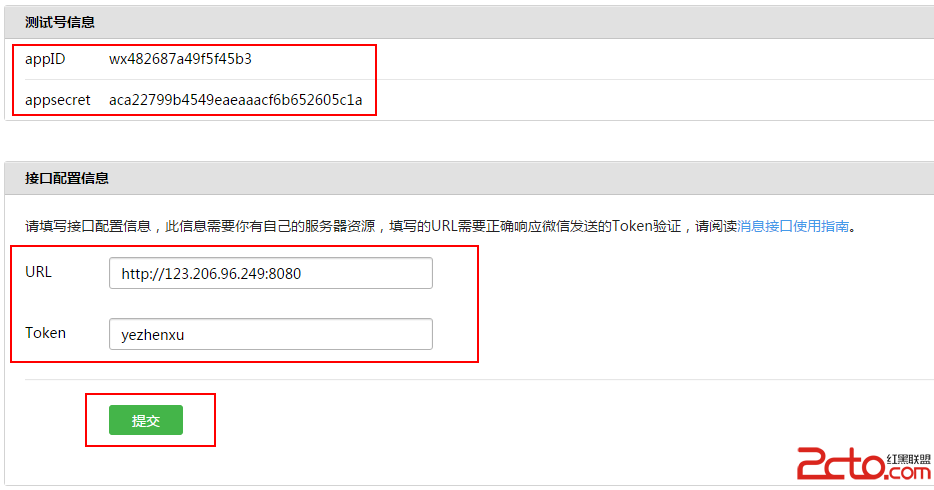 测试号信息
appID wx482687a49f5f45b3
appsecret aca22799b4549eaeaaacf6b652605c1a
接口配置信息
请填写接口配置信息，此信息需要你有自己的服务器资源，填写的URL需要正确响应微信发送的Token验证，请阅读消息接口使用指南。
URL http://123.206.96.249:8080
Token yezhenxu
提交
2cto.com 红黑联盟